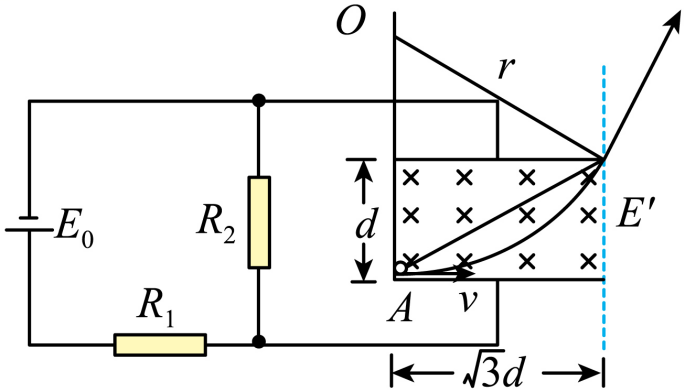 O
r
E₀
R₂
d
E′
A
v
R₁
√3d